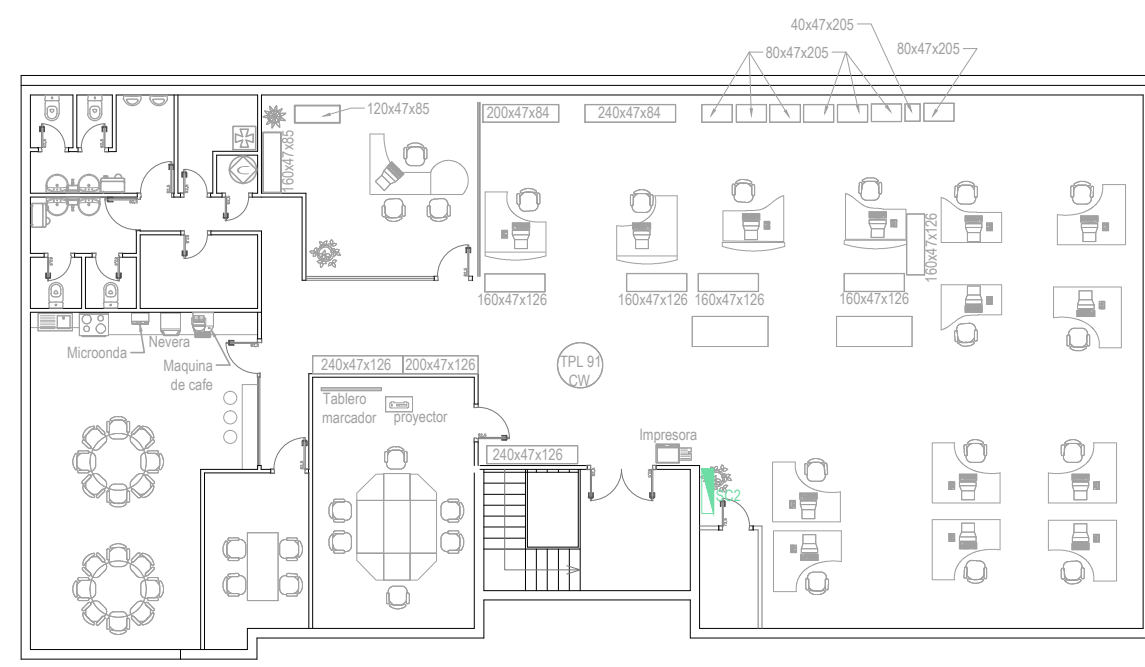 40x47x205
80x47x205
80x47x205
120x47x85
200x47x84
240x47x84
160x47x85
160x47x126
160x47x126
160x47x126
160x47x126
160x47x126
Microonda
Nevera
Maquina
de cafe
240x47x126
200x47x126
TPL 91
CW
Tablero
marcador
proyector
240x47x126
Impresora
SC2